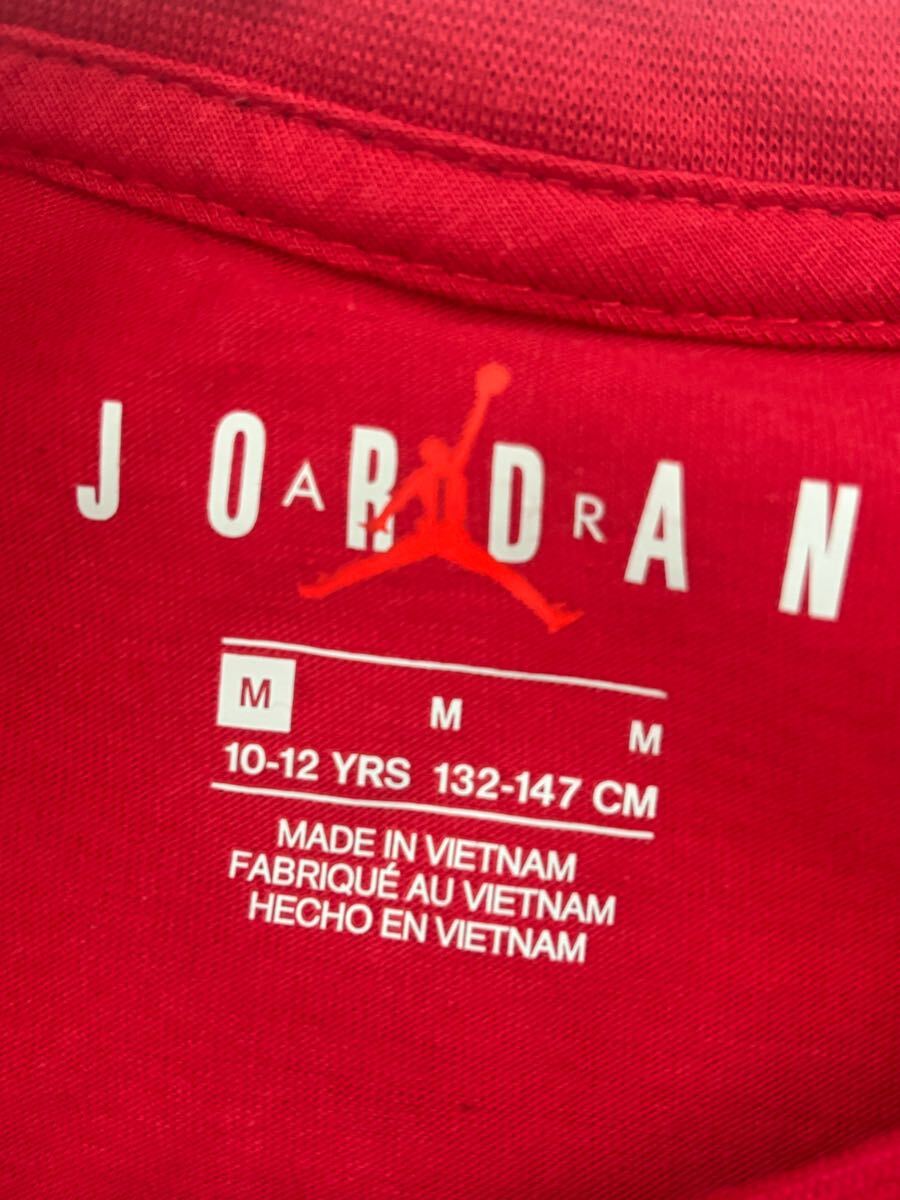 JORDAN
AIR
M M M
10-12 YRS 132-147 CM
MADE IN VIETNAM
FABRIQUÉ AU VIETNAM
HECHO EN VIETNAM